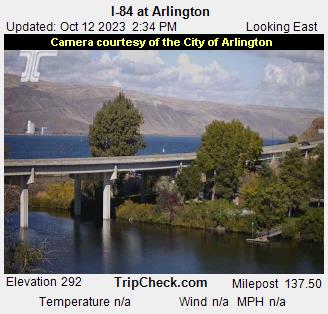 I-84 at Arlington
Updated: Oct 12 2023 2:34 PM Looking East
Camera courtesy of the City of Arlington
Elevation 292 TripCheck.com Milepost 137.50
Temperature n/a Wind n/a MPH n/a